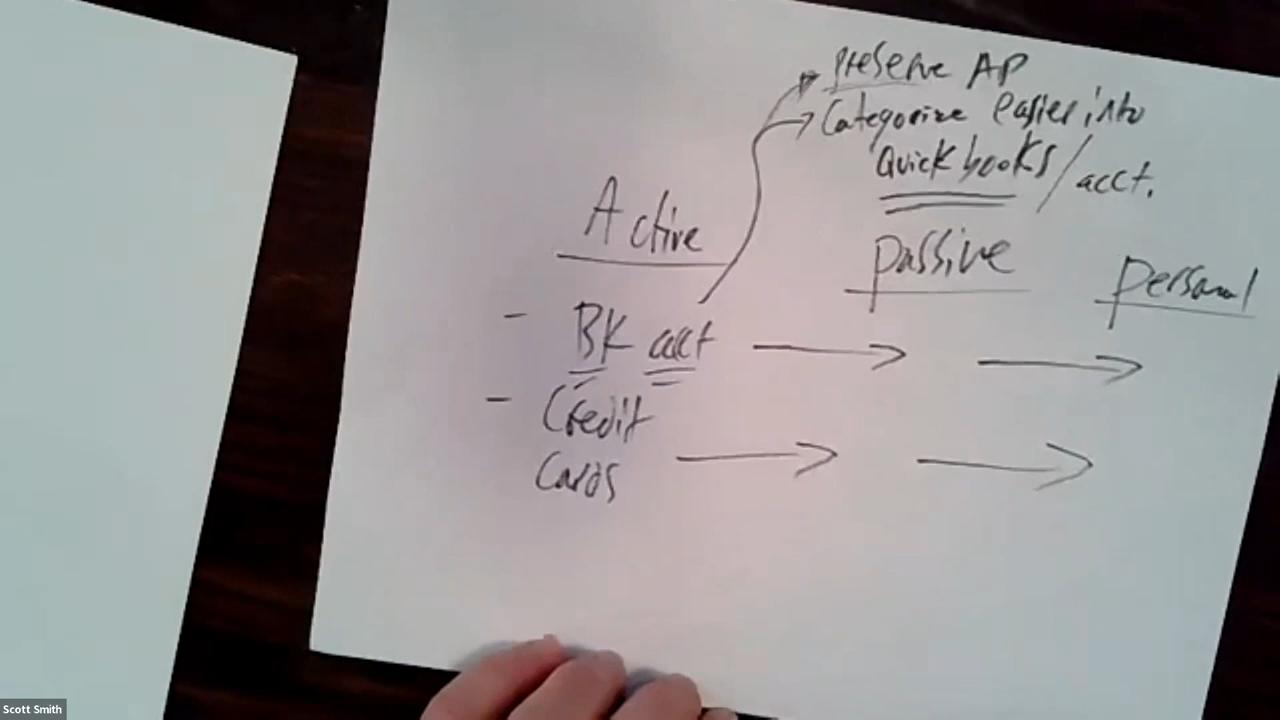 Preserve AP
Categorize easier into
Quickbooks/acct.
Active
Passive
Personal
- BK acct
- Credit
Cards
Scott Smith